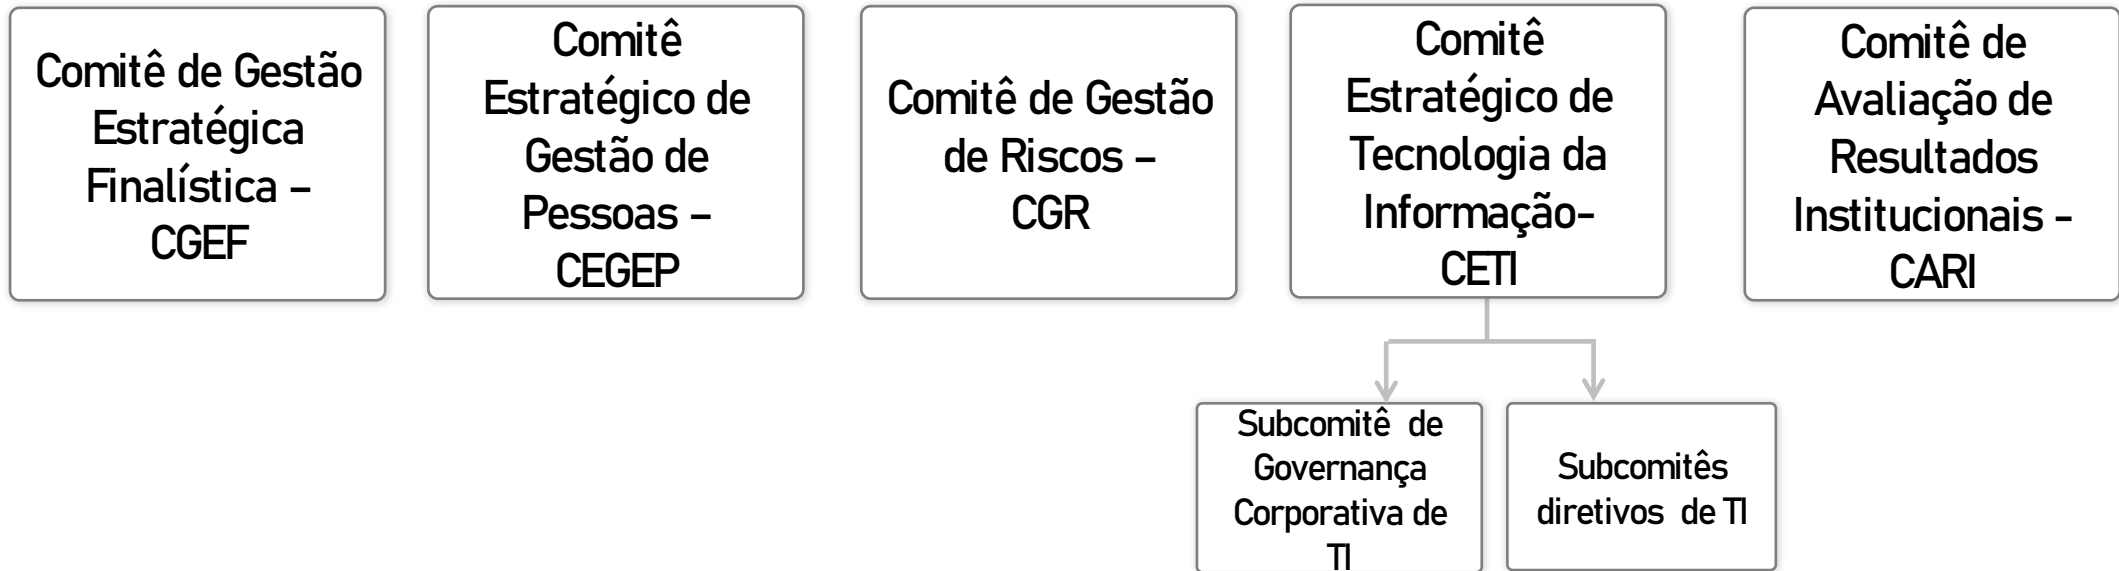 Comitê de Gestão
Estratégica
Finalística –
CGEF
Comitê
Estratégico de
Gestão de
Pessoas –
CEGEP
Comitê de Gestão
de Riscos –
CGR
Comitê
Estratégico de
Tecnologia da
Informação-
CETI
Comitê de
Avaliação de
Resultados
Institucionais -
CARI
Subcomitê de
Governança
Corporativa de
TI
Subcomitês
diretivos de TI